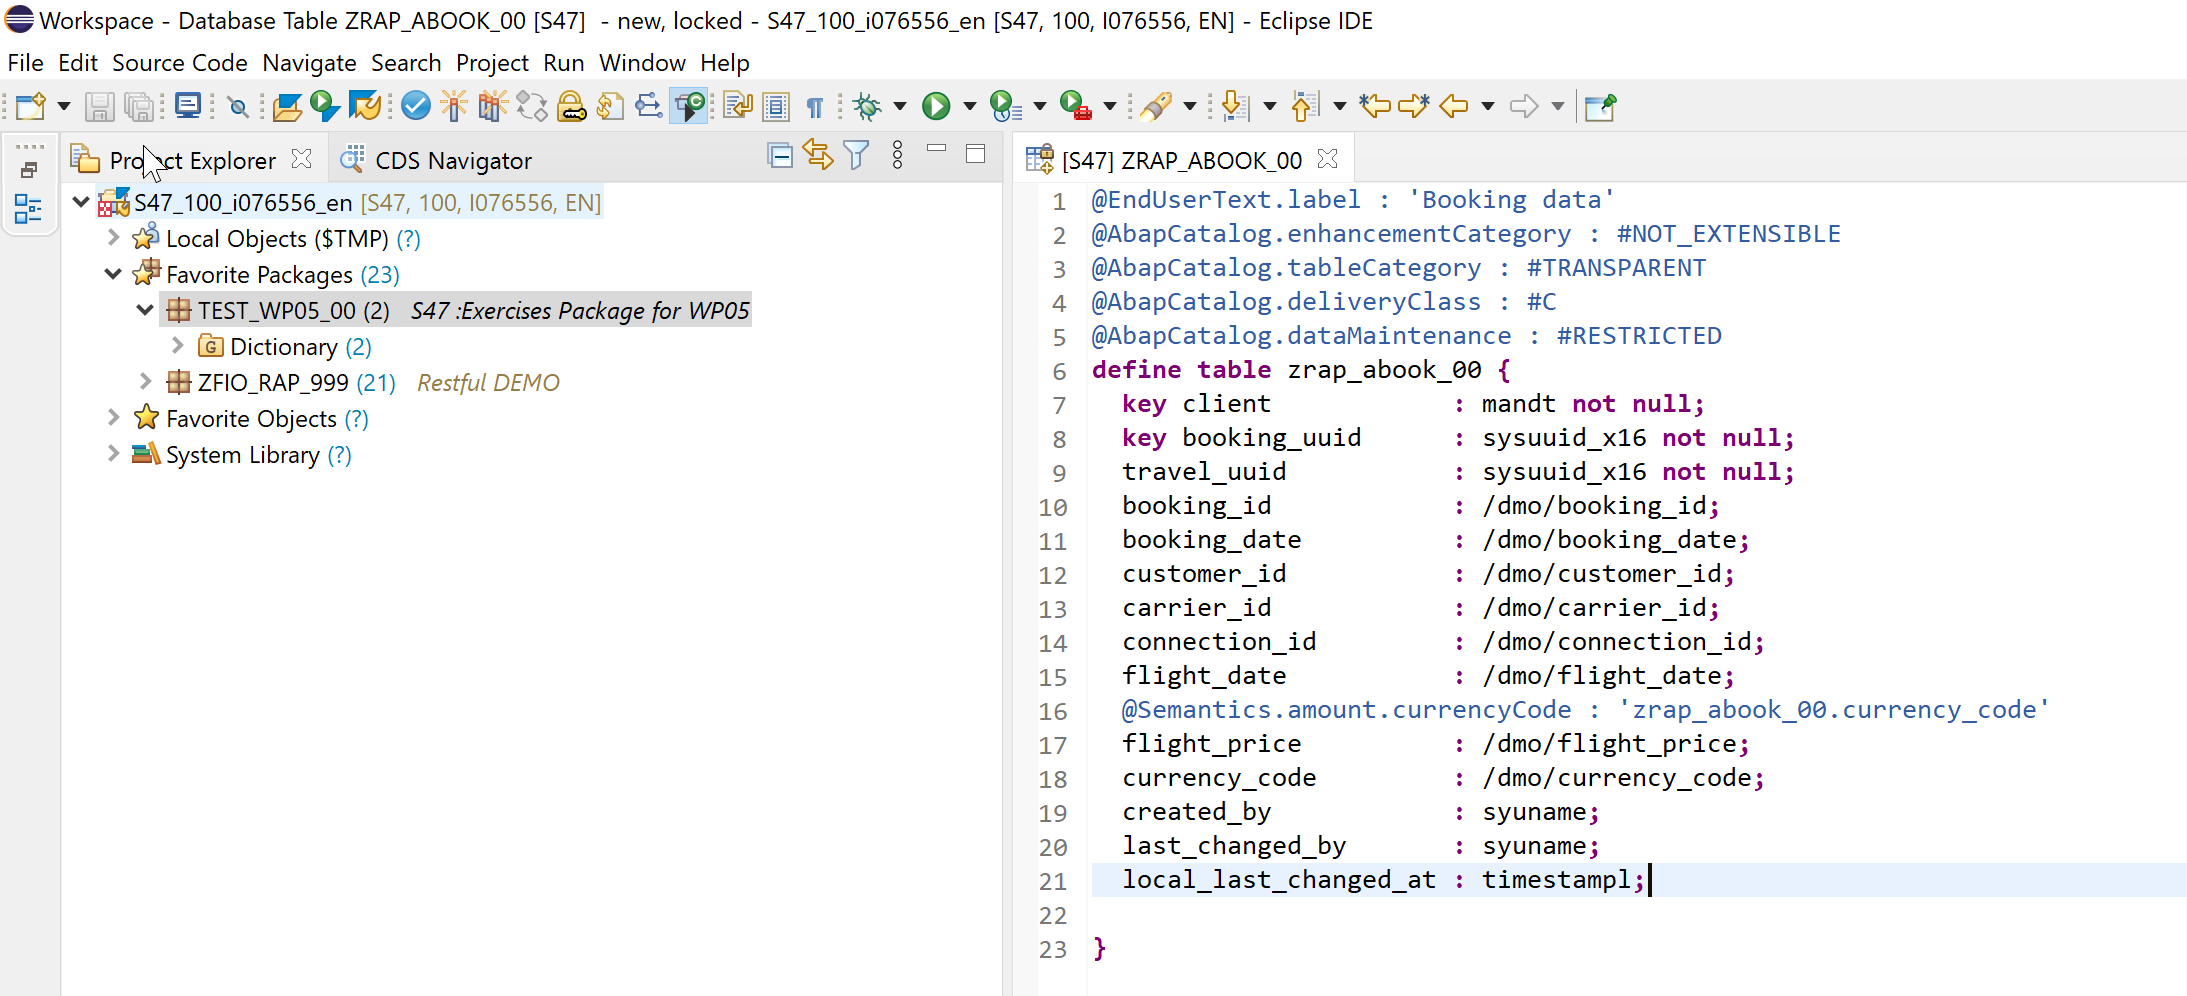 Workspace - Database Table ZRAP_ABOOK_00 [S47]  - new, locked - S47_100_i076556_en [S47, 100, I076556, EN] - Eclipse IDE
File Edit Source Code Navigate Search Project Run Window Help
Project Explorer
CDS Navigator
[S47] ZRAP_ABOOK_00
S47_100_i076556_en [S47, 100, I076556, EN]
Local Objects ($TMP) (?)
Favorite Packages (23)
TEST_WP05_00 (2) S47 :Exercises Package for WP05
Dictionary (2)
ZFIO_RAP_999 (21) Restful DEMO
Favorite Objects (?)
System Library (?)
1 @EndUserText.label : 'Booking data'
2 @AbapCatalog.enhancementCategory : #NOT_EXTENSIBLE
3 @AbapCatalog.tableCategory : #TRANSPARENT
4 @AbapCatalog.deliveryClass : #C
5 @AbapCatalog.dataMaintenance : #RESTRICTED
6 define table zrap_abook_00 {
7   key client            : mandt not null;
8   key booking_uuid      : sysuuid_x16 not null;
9   travel_uuid           : sysuuid_x16 not null;
10   booking_id            : /dmo/booking_id;
11   booking_date          : /dmo/booking_date;
12   customer_id           : /dmo/customer_id;
13   carrier_id            : /dmo/carrier_id;
14   connection_id         : /dmo/connection_id;
15   flight_date           : /dmo/flight_date;
16   @Semantics.amount.currencyCode : 'zrap_abook_00.currency_code'
17   flight_price          : /dmo/flight_price;
18   currency_code         : /dmo/currency_code;
19   created_by            : syuname;
20   last_changed_by       : syuname;
21   local_last_changed_at : timestampl;
22
23 }